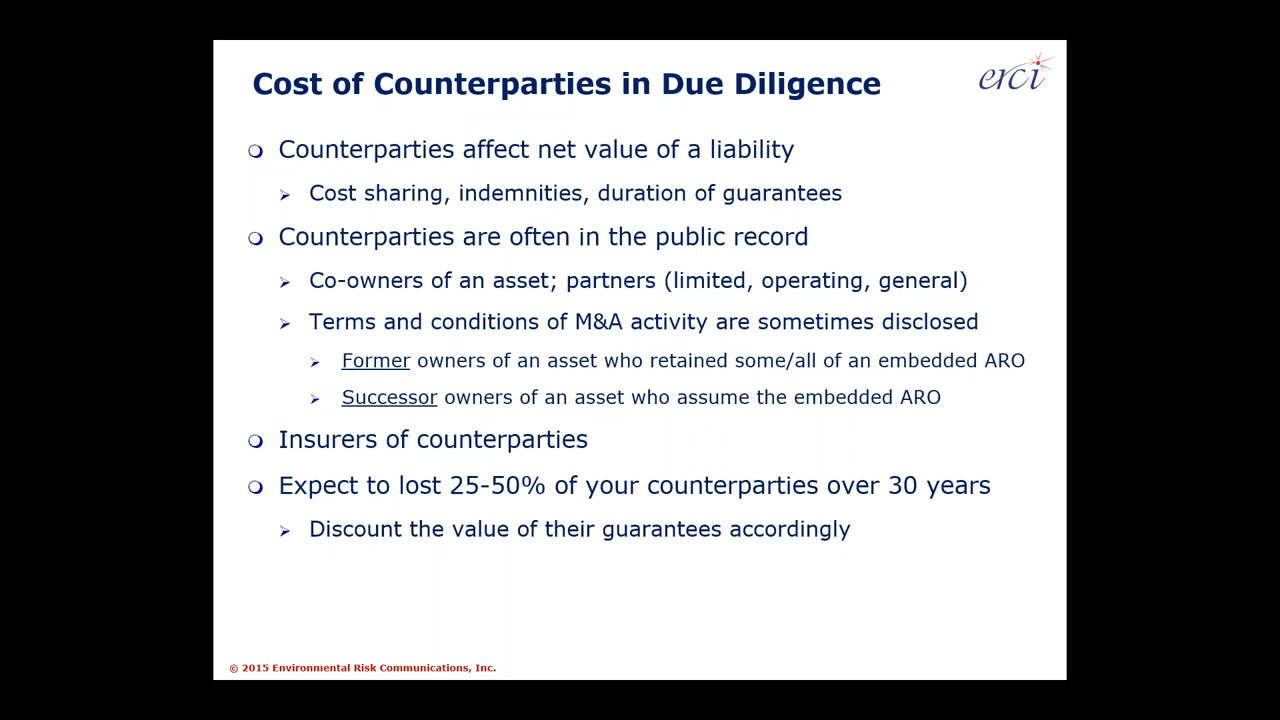 Cost of Counterparties in Due Diligence
erci
Counterparties affect net value of a liability
Cost sharing, indemnities, duration of guarantees
Counterparties are often in the public record
Co-owners of an asset; partners (limited, operating, general)
Terms and conditions of M&A activity are sometimes disclosed
Former owners of an asset who retained some/all of an embedded ARO
Successor owners of an asset who assume the embedded ARO
Insurers of counterparties
Expect to lost 25-50% of your counterparties over 30 years
Discount the value of their guarantees accordingly
© 2015 Environmental Risk Communications, Inc.